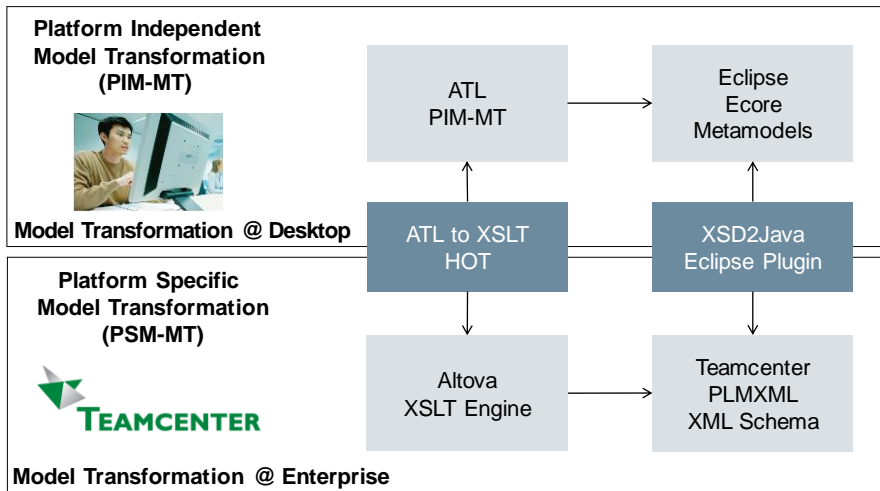 Platform Independent
Model Transformation
(PIM-MT)
Model Transformation @ Desktop
ATL
PIM-MT
Eclipse
Ecore
Metamodels
ATL to XSLT
HOT
XSD2Java
Eclipse Plugin
Platform Specific
Model Transformation
(PSM-MT)
TEAMCENTER
Model Transformation @ Enterprise
Altova
XSLT Engine
Teamcenter
PLMXML
XML Schema